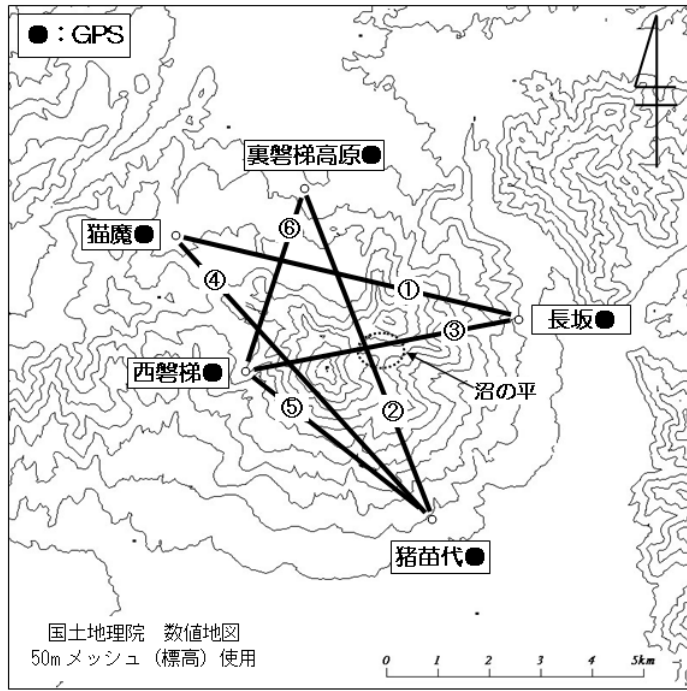 ●：GPS
裏磐梯高原●
⑥
猫魔●
④
①
長坂●
③
西磐梯●
沼の平
⑤
②
猪苗代●
国土地理院 数値地図
50mメッシュ（標高）使用
0 1 2 3 4 5km